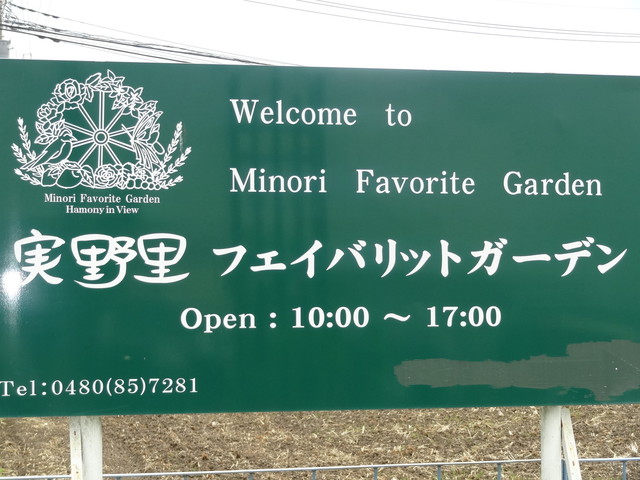 Welcome to
Minori Favorite Garden
Minori Favorite Garden
Hamony in View
実野里 フェイバリットガーデン
Open : 10:00 ～ 17:00
Tel:0480(85)7281